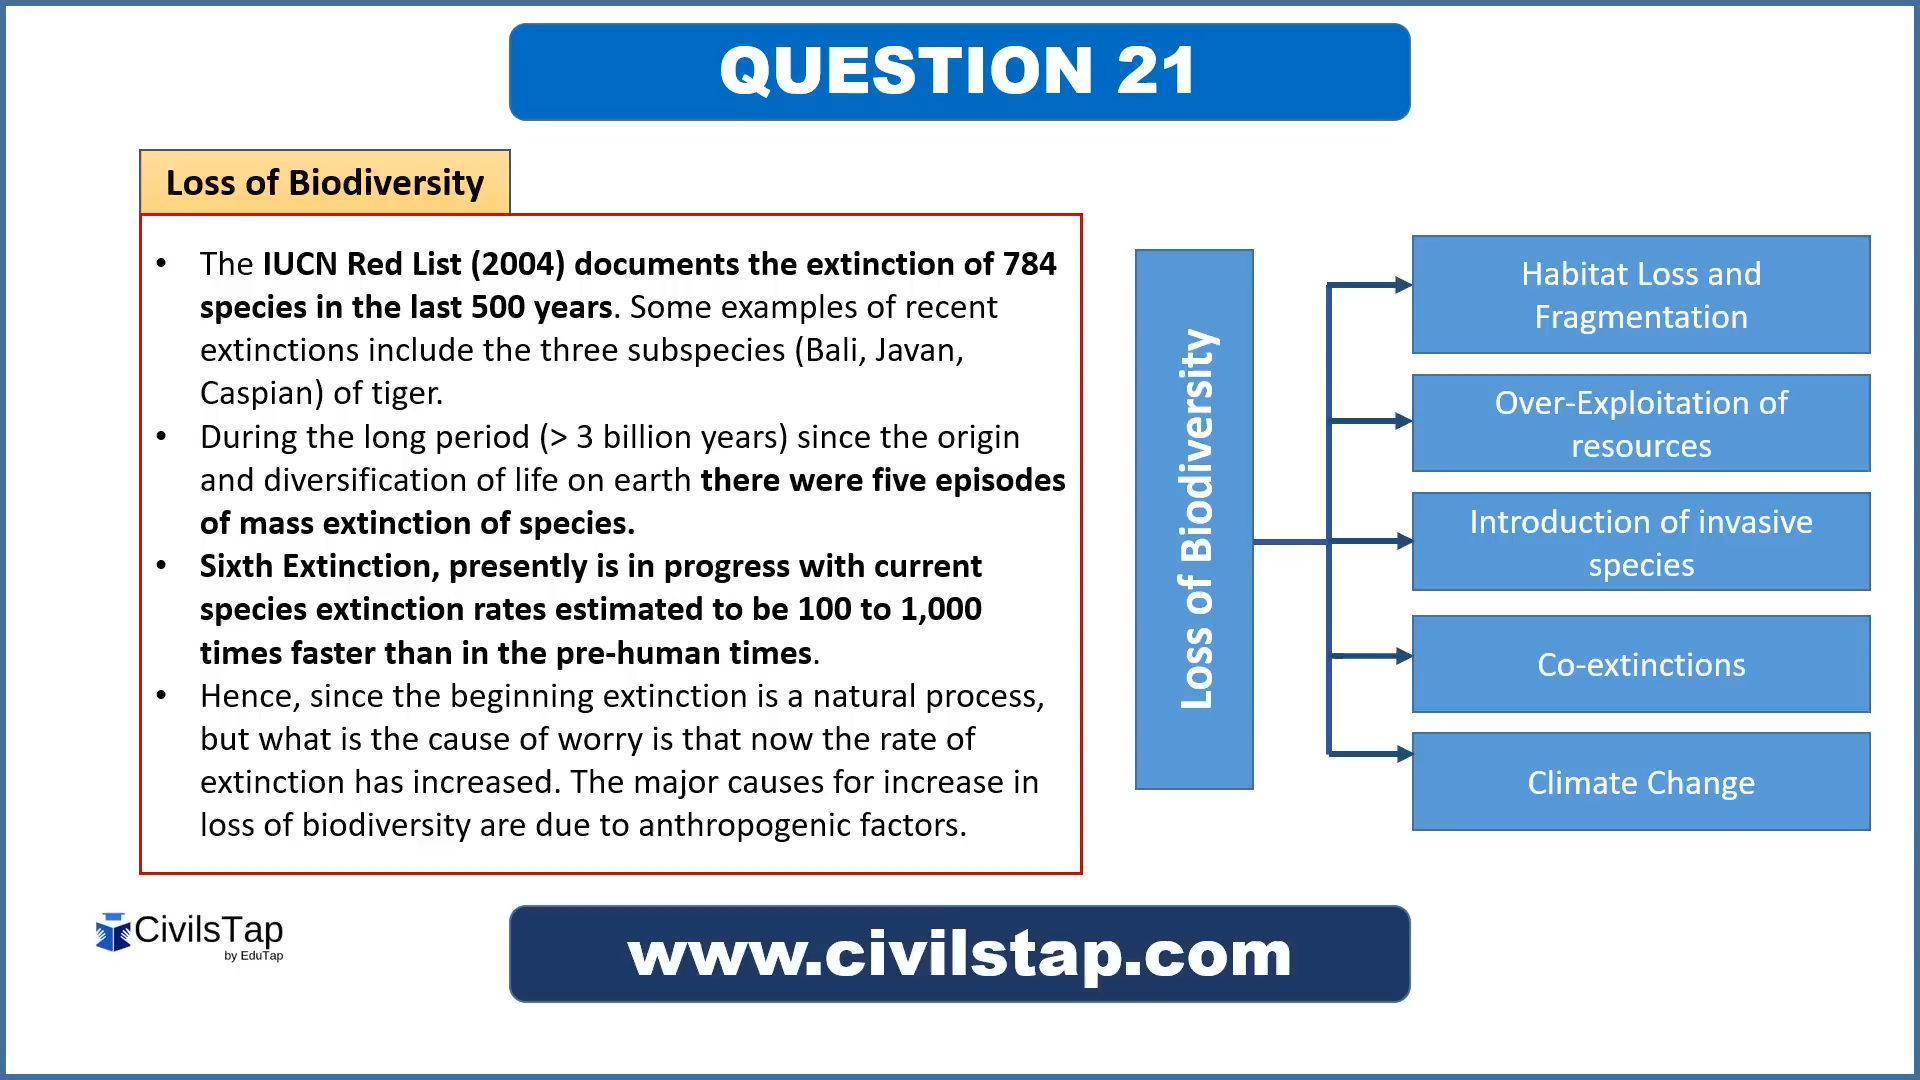 QUESTION 21
Loss of Biodiversity
• The IUCN Red List (2004) documents the extinction of 784
species in the last 500 years. Some examples of recent
extinctions include the three subspecies (Bali, Javan,
Caspian) of tiger.
• During the long period (> 3 billion years) since the origin
and diversification of life on earth there were five episodes
of mass extinction of species.
• Sixth Extinction, presently is in progress with current
species extinction rates estimated to be 100 to 1,000
times faster than in the pre-human times.
• Hence, since the beginning extinction is a natural process,
but what is the cause of worry is that now the rate of
extinction has increased. The major causes for increase in
loss of biodiversity are due to anthropogenic factors.
Loss of Biodiversity
Habitat Loss and
Fragmentation
Over-Exploitation of
resources
Introduction of invasive
species
Co-extinctions
Climate Change
CivilsTap
by EduTap
www.civilstap.com